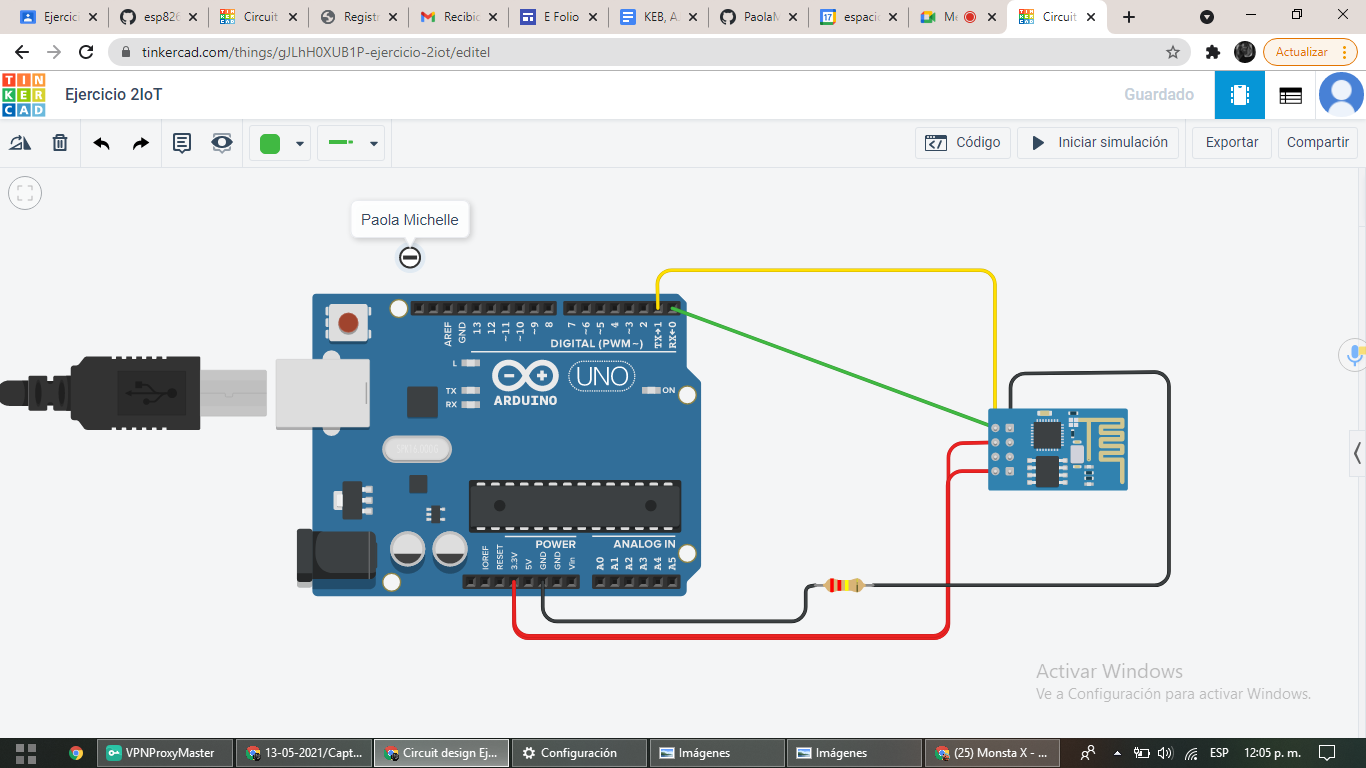 Ejercic
esp826
Circuit
Registr
Recibic
E Folio
KEB, A.
PaolaM
espacio
Me
Circuit
tinkercad.com/things/gJLhH0XUB1P-ejercicio-2iot/editel
Actualizar
TIN
KER
CAD
Ejercicio 2IoT
Guardado
Código
Iniciar simulación
Exportar
Compartir
Paola Michelle
AREF
GND
13
12
~11
~10
~9
8
7
~6
~5
4
~3
2
TX→1
RX←0
DIGITAL (PWM~)
L
TX
RX
UNO
ON
ARDUINO
POWER
ANALOG IN
IOREF
RESET
3.3V
5V
GND
GND
Vin
A0
A1
A2
A3
A4
A5
Activar Windows
Ve a Configuración para activar Windows.
VPNProxyMaster
13-05-2021/Capt...
Circuit design Ej...
Configuración
Imágenes
Imágenes
(25) Monsta X - ...
ESP
12:05 p. m.